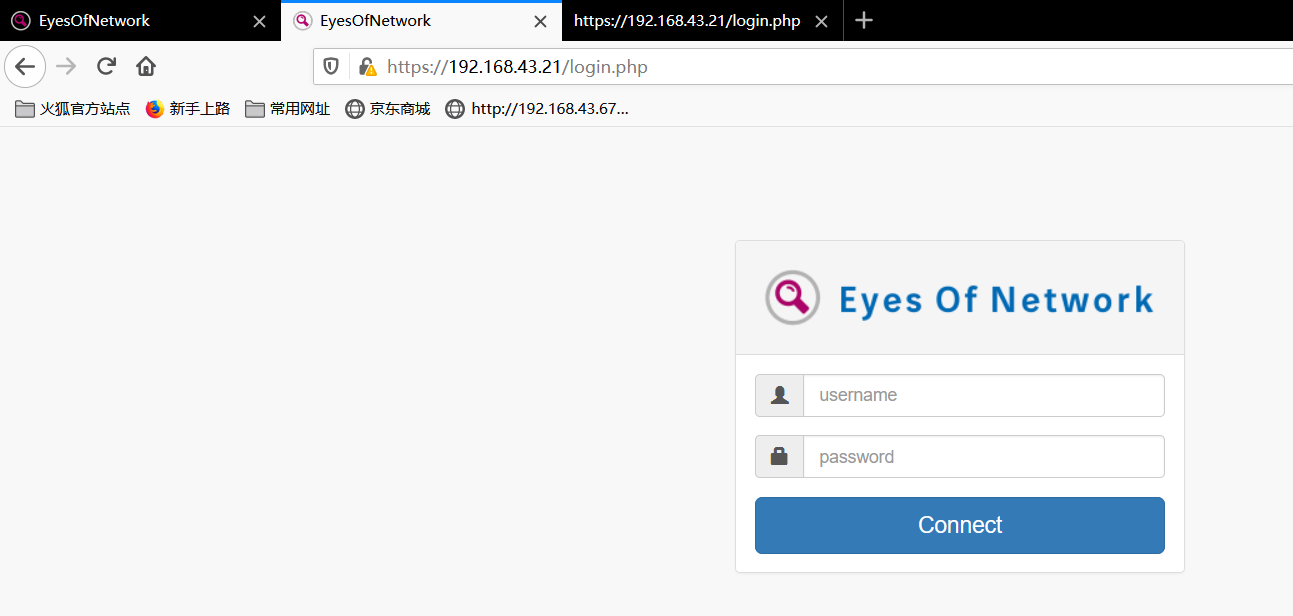 EyesOfNetwork EyesOfNetwork https://192.168.43.21/login.php
https://192.168.43.21/login.php
火狐官方站点 新手上路 常用网址 京东商城 http://192.168.43.67...
Eyes Of Network
username
password
Connect